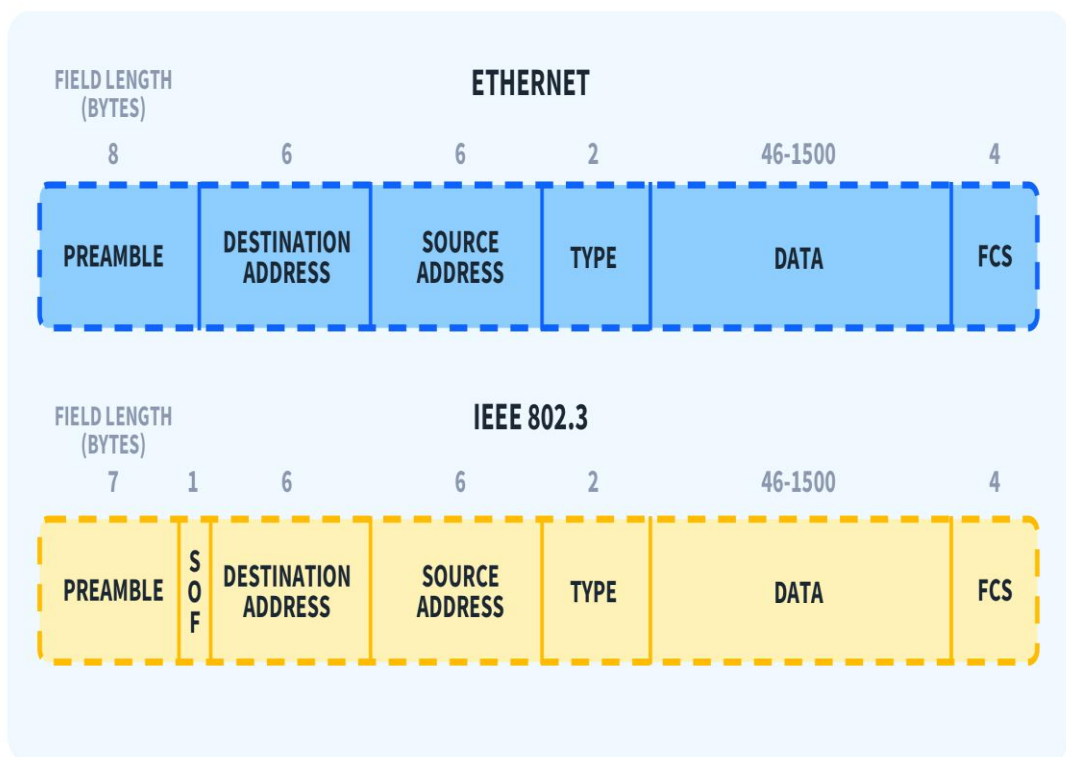 FIELD LENGTH
(BYTES)
ETHERNET
8 6 6 2 46-1500 4
PREAMBLE
DESTINATION
ADDRESS
SOURCE
ADDRESS
TYPE
DATA
FCS
FIELD LENGTH
(BYTES)
IEEE 802.3
7 1 6 6 2 46-1500 4
PREAMBLE
S
O
F
DESTINATION
ADDRESS
SOURCE
ADDRESS
TYPE
DATA
FCS